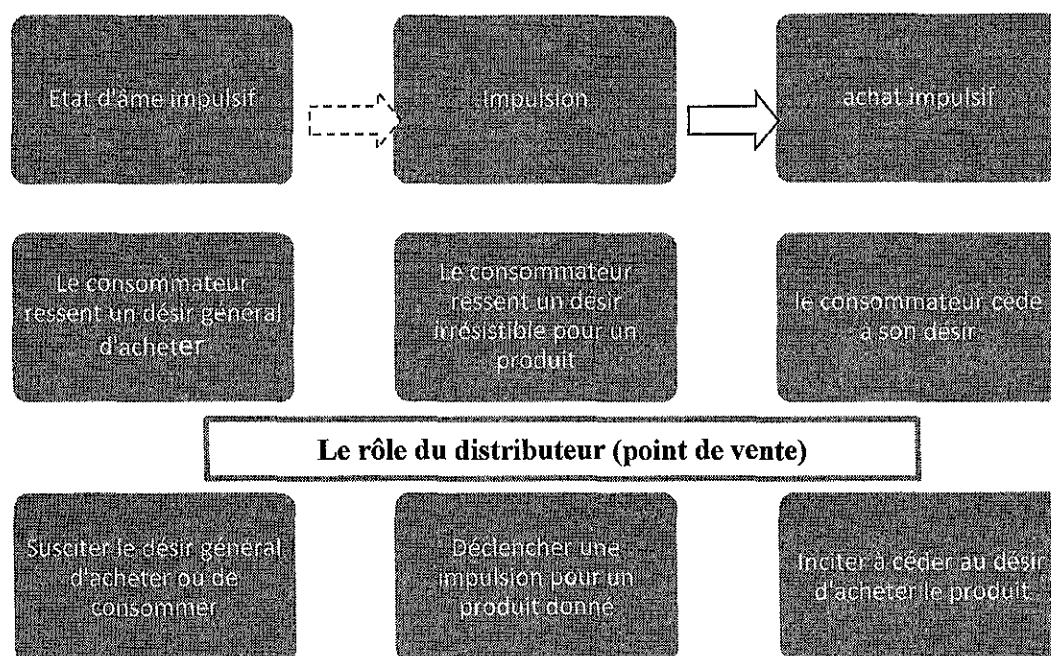 Etat d'âme impulsif
Impulsion
achat impulsif
Le consommateur
ressent un désir général
d'acheter
Le consommateur
ressent un désir
irrésistible pour un
produit
le consommateur cède
à son désir
Le rôle du distributeur (point de vente)
Susciter le désir général
d'acheter ou de
consommer
Déclencher une
impulsion pour un
produit donné
Inciter à céder au désir
d'acheter le produit